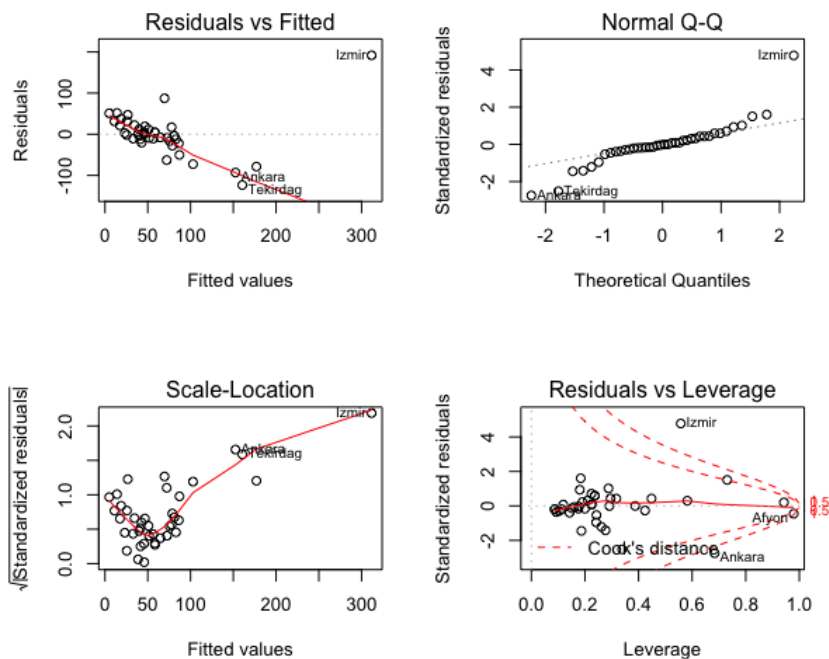 Residuals vs Fitted
Residuals
-100
0
100
Izmir
Ankara
Tekirdag
0
50
100
200
300
Fitted values
Normal Q-Q
Standardized residuals
-2
0
2
4
Izmir
Ankara
Tekirdag
-2
-1
0
1
2
Theoretical Quantiles
Scale-Location
√|Standardized residuals|
0.0
1.0
2.0
Izmir
Ankara
Tekirdag
0
50
100
200
300
Fitted values
Residuals vs Leverage
Standardized residuals
-2
0
2
4
Izmir
Afyon
Ankara
Cook's distance
0.0
0.2
0.4
0.6
0.8
1.0
Leverage